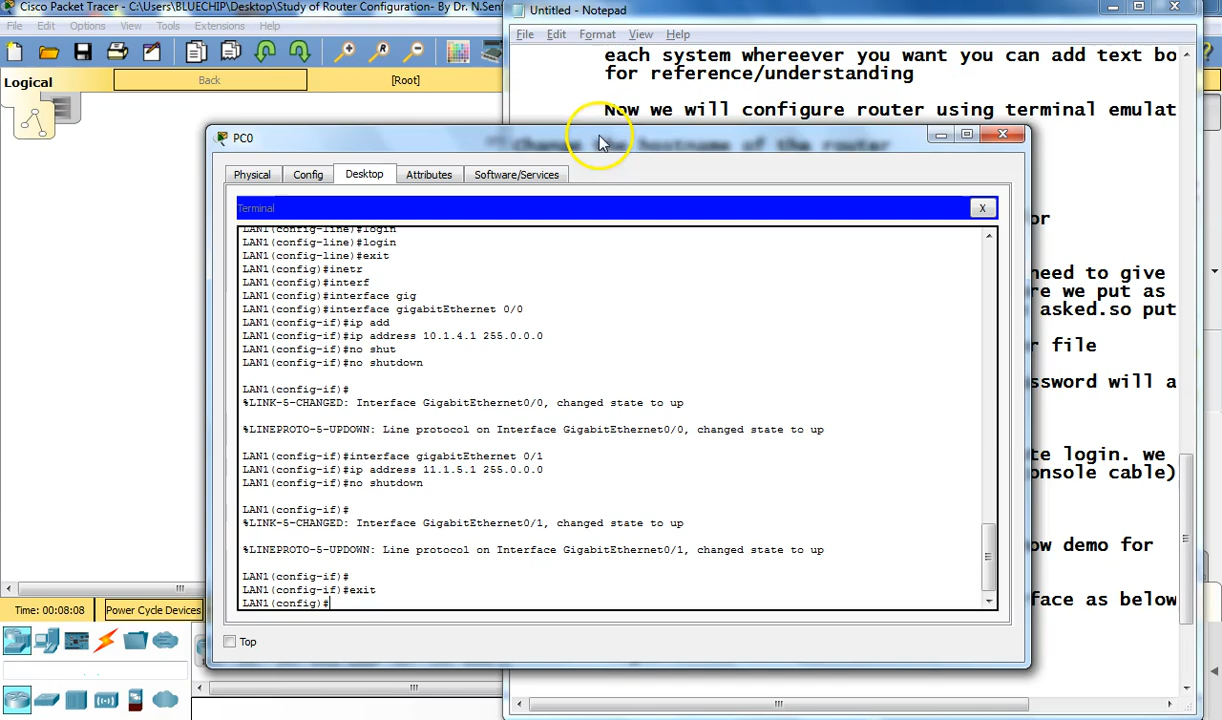 Cisco Packet Tracer - C:\Users\BLUECHIP\Desktop\Study of Router Configuration- By Dr. N.Senf
File Edit Options View Tools Extensions
Logical
Back
[Root]
Untitled - Notepad
File Edit Format View Help
each system whereever you want you can add text bo
for reference/understanding
Now we will configure router using terminal emulat
Change the hostname of the router
or
need to give
re we put as
asked.so put
r file
ssword will a
te login. we
onsole cable)
ow demo for
face as below
PC0
Physical Config Desktop Attributes Software/Services
Terminal
X
LAN1(config-line)#login
LAN1(config-line)#login
LAN1(config-line)#exit
LAN1(config)#inetr
LAN1(config)#interf
LAN1(config)#interface gig
LAN1(config)#interface gigabitEthernet 0/0
LAN1(config-if)#ip add
LAN1(config-if)#ip address 10.1.4.1 255.0.0.0
LAN1(config-if)#no shut
LAN1(config-if)#no shutdown
LAN1(config-if)#
%LINK-5-CHANGED: Interface GigabitEthernet0/0, changed state to up
%LINEPROTO-5-UPDOWN: Line protocol on Interface GigabitEthernet0/0, changed state to up
LAN1(config-if)#interface gigabitEthernet 0/1
LAN1(config-if)#ip address 11.1.5.1 255.0.0.0
LAN1(config-if)#no shutdown
LAN1(config-if)#
%LINK-5-CHANGED: Interface GigabitEthernet0/1, changed state to up
%LINEPROTO-5-UPDOWN: Line protocol on Interface GigabitEthernet0/1, changed state to up
LAN1(config-if)#
LAN1(config-if)#exit
LAN1(config)#
Top
Time: 00:08:08
Power Cycle Devices